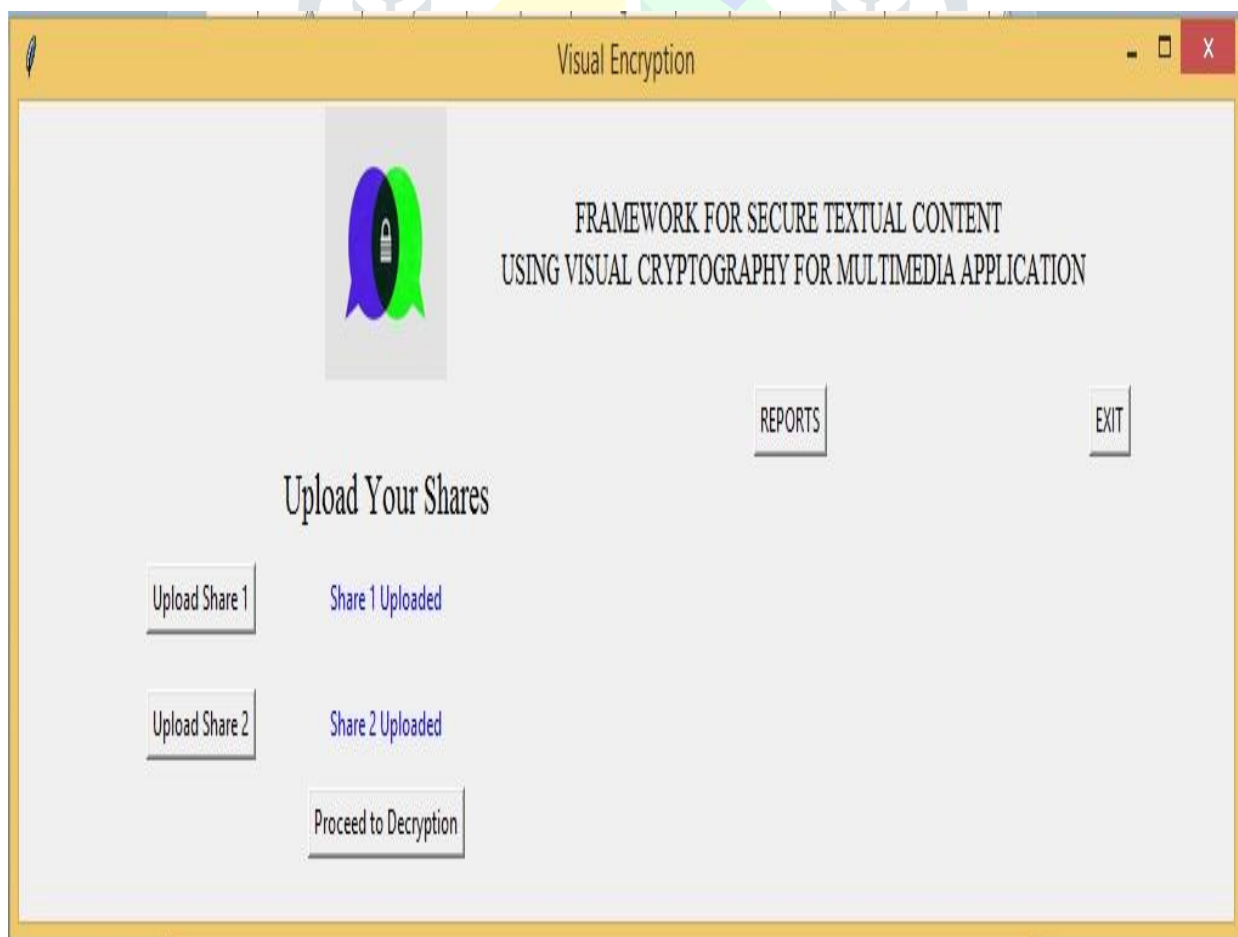 Visual Encryption
X
FRAMEWORK FOR SECURE TEXTUAL CONTENT
USING VISUAL CRYPTOGRAPHY FOR MULTIMEDIA APPLICATION
REPORTS
EXIT
Upload Your Shares
Upload Share 1
Share 1 Uploaded
Upload Share 2
Share 2 Uploaded
Proceed to Decryption